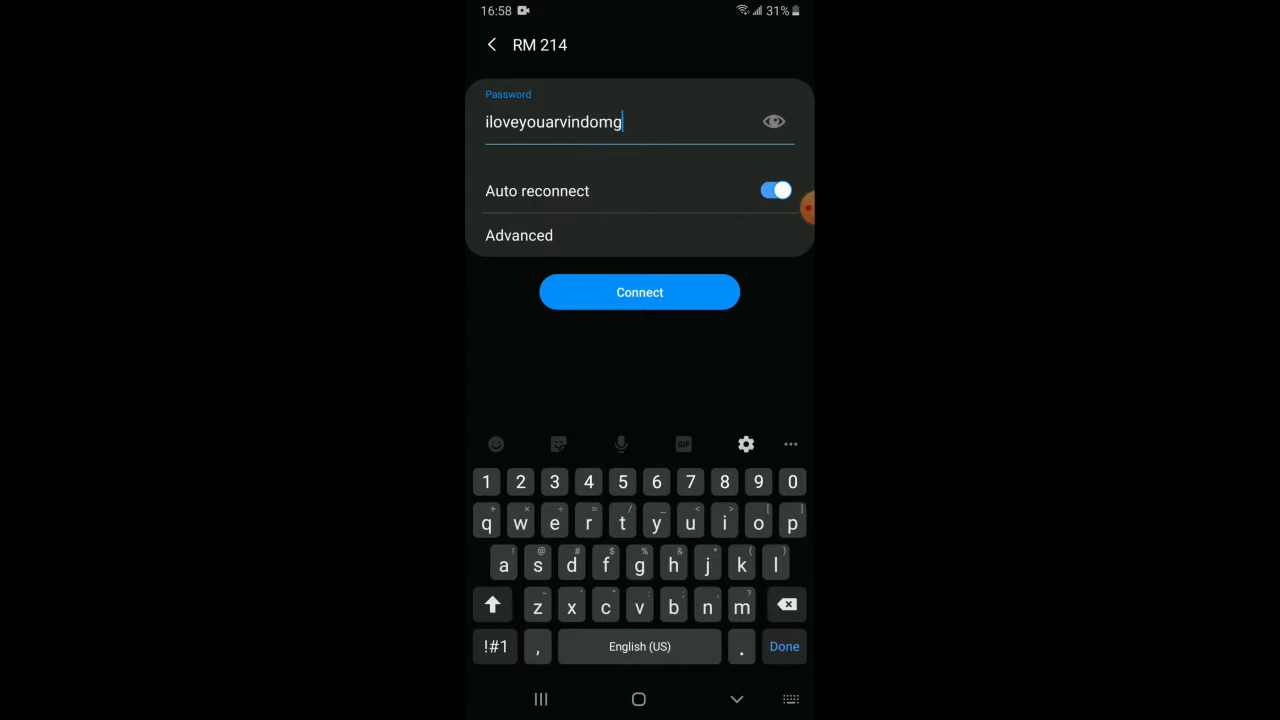 16:58 31%
RM 214
Password
iloveyouarvindomg
Auto reconnect
Advanced
Connect
GIF
1 2 3 4 5 6 7 8 9 0
q w e r t y u i o p
a s d f g h j k l
z x c v b n m
!#1 , English (US) . Done